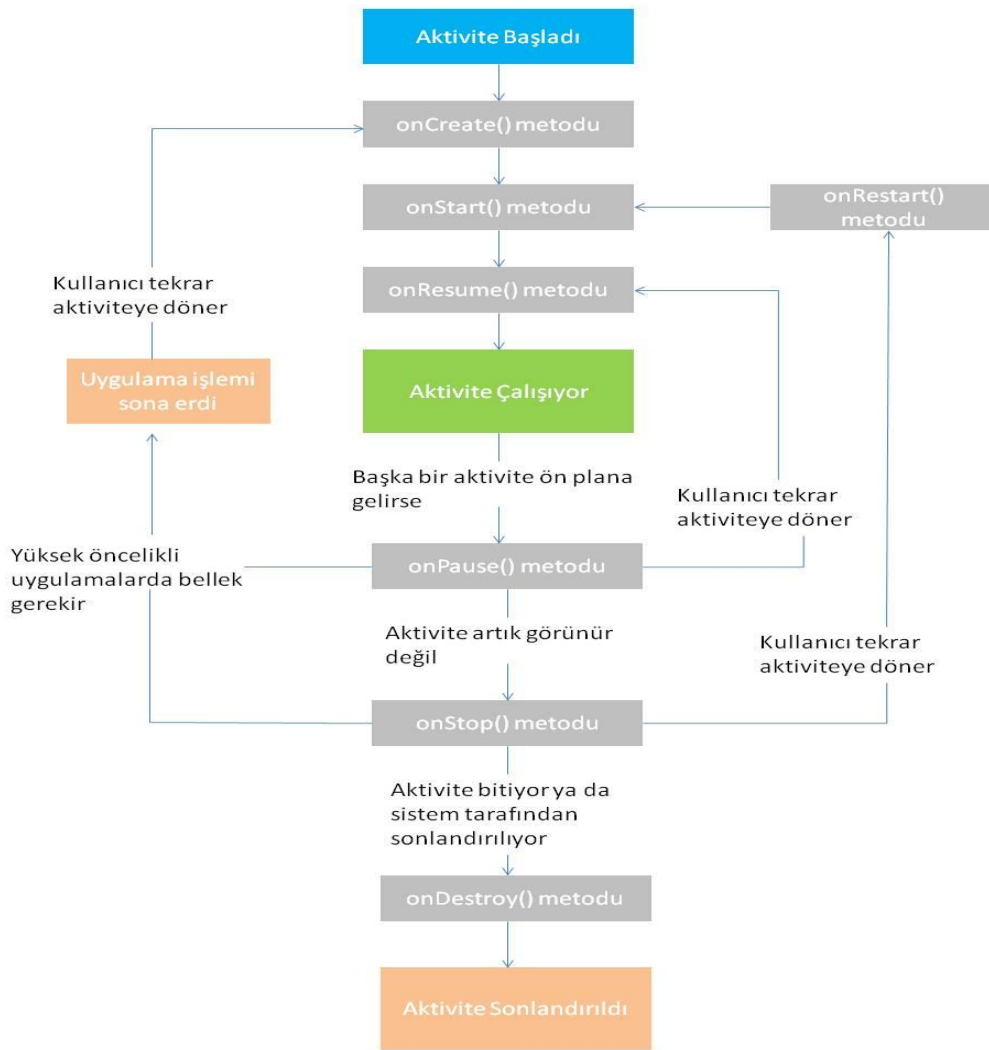 Aktivite Başladı
onCreate() metodu
onStart() metodu
onRestart()
metodu
onResume() metodu
Kullanıcı tekrar
aktiviteye döner
Uygulama işlemi
sona erdi
Aktivite Çalışıyor
Başka bir aktivite ön plana
gelirse
Kullanıcı tekrar
aktiviteye döner
Yüksek öncelikli
uygulamalarda bellek
gerekir
onPause() metodu
Aktivite artık görünür
değil
Kullanıcı tekrar
aktiviteye döner
onStop() metodu
Aktivite bitiyor ya da
sistem tarafından
sonlandırılıyor
onDestroy() metodu
Aktivite Sonlandırıldı